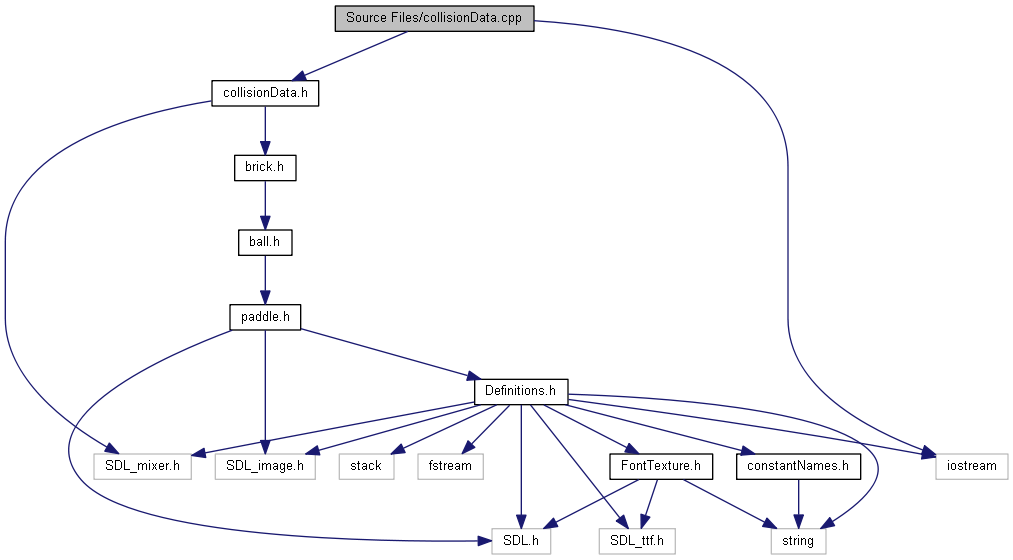 Source Files/collisionData.cpp
collisionData.h
brick.h
ball.h
paddle.h
Definitions.h
SDL_mixer.h
SDL_image.h
stack
fstream
FontTexture.h
constantNames.h
iostream
SDL.h
SDL_ttf.h
string